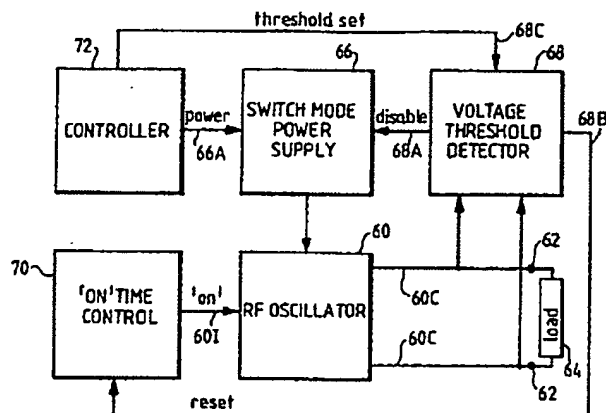 threshold set
72
66
68C
68
CONTROLLER
power
66A
SWITCH MODE
POWER
SUPPLY
disable
68A
VOLTAGE
THRESHOLD
DETECTOR
68B
70
'ON' TIME
CONTROL
'on'
60I
60
RF OSCILLATOR
60C
62
60C
load
64
62
reset